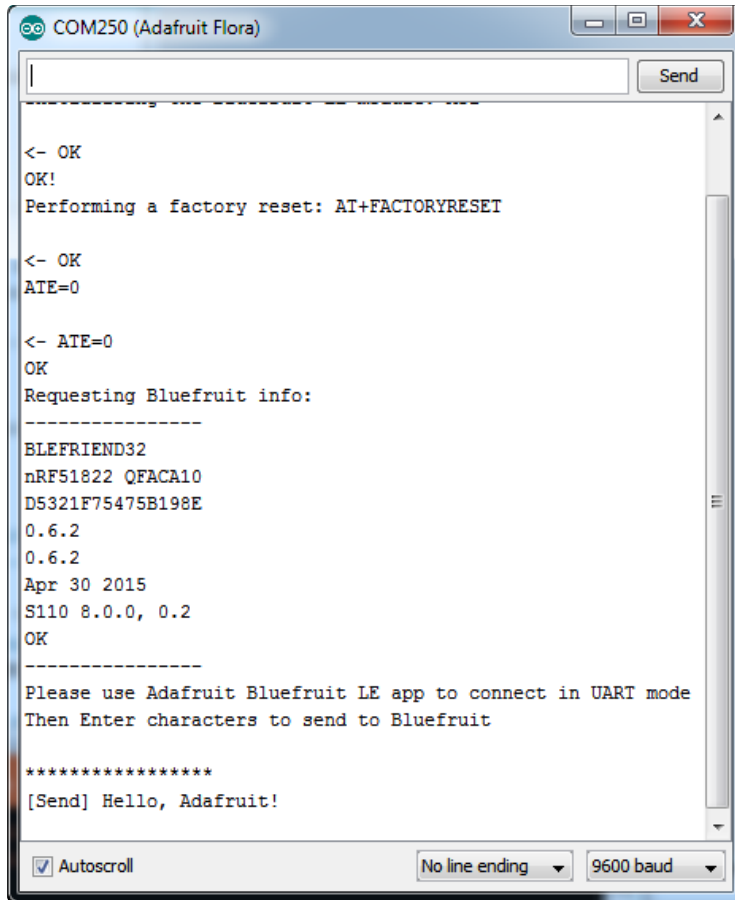 COM250 (Adafruit Flora)
Send
<- OK
OK!
Performing a factory reset: AT+FACTORYRESET
<- OK
ATE=0
<- ATE=0
OK
Requesting Bluefruit info:
----------------
BLEFRIEND32
nRF51822 QFACA10
D5321F75475B198E
0.6.2
0.6.2
Apr 30 2015
S110 8.0.0, 0.2
OK
----------------
Please use Adafruit Bluefruit LE app to connect in UART mode
Then Enter characters to send to Bluefruit
*****************
[Send] Hello, Adafruit!
Autoscroll
No line ending
9600 baud